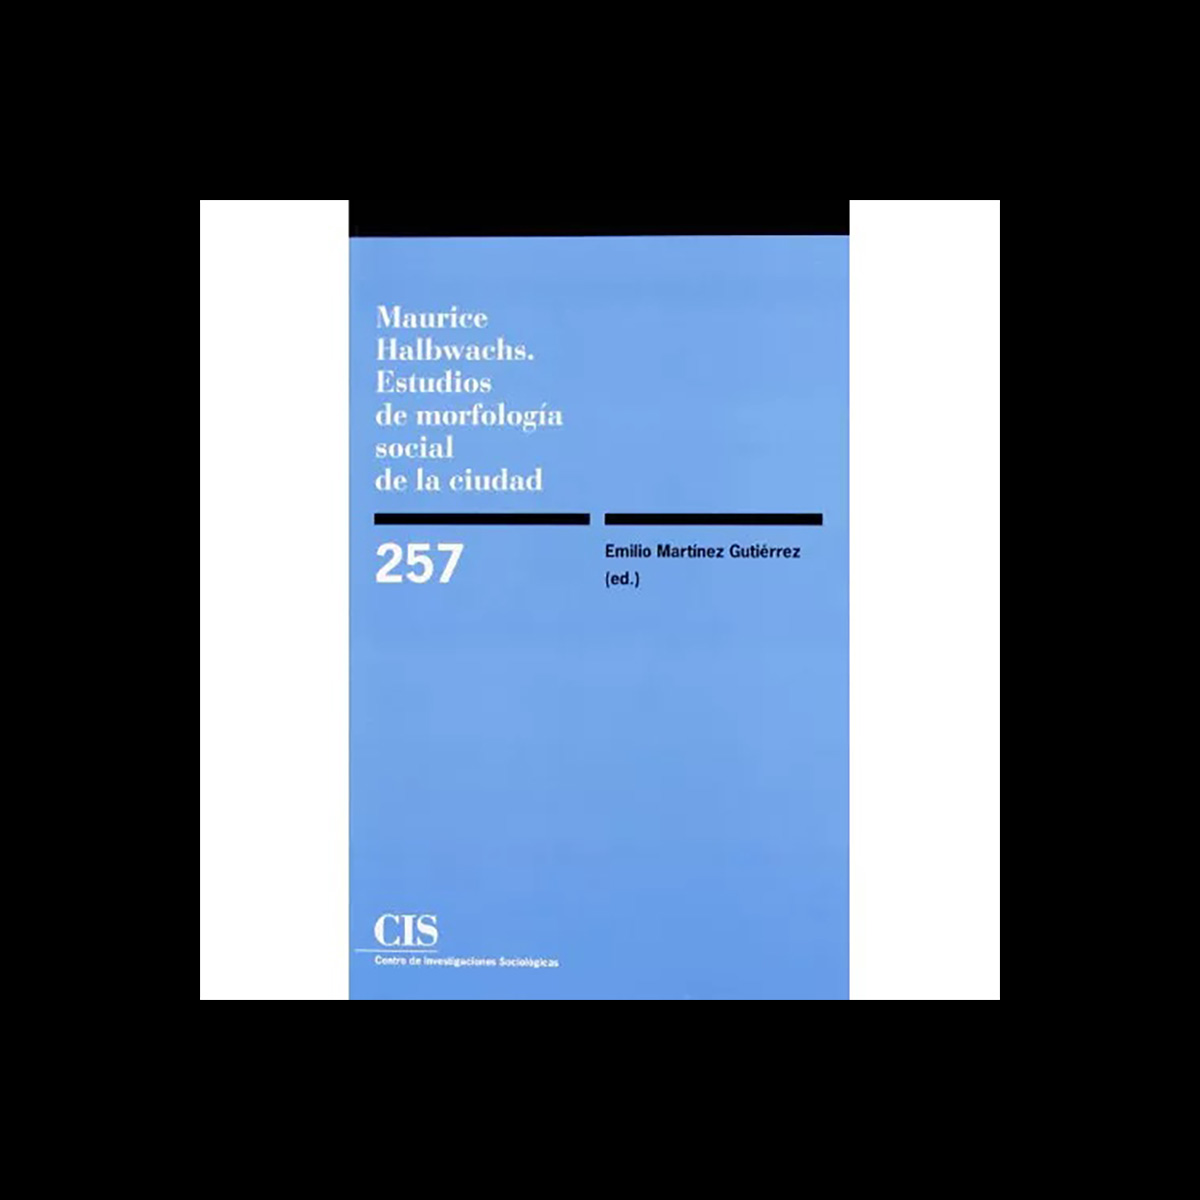 Maurice
Halbwachs.
Estudios
de morfología
social
de la ciudad
257
Emilio Martínez Gutiérrez
(ed.)
CIS
Centro de Investigaciones Sociológicas